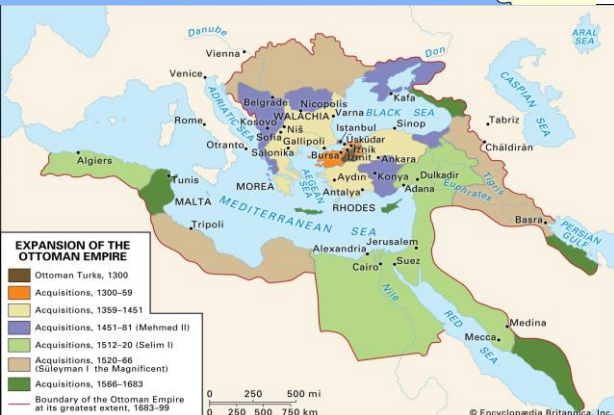 ARAL
SEA
Danube
Don
Vienna
CASPIAN SEA
Venice
ADRIATIC SEA
Kafa
Belgrade
Nicopolis
WALACHIA
Varna
BLACK SEA
Tabriz
Rome
Kosovo
Niš
Istanbul
Sinop
Sofia
Üsküdar
Chāldirān
Otranto
Gallipoli
İznik
Salonika
Bursa
İzmit
Ankara
Algiers
Tunis
AEGEAN
SEA
Aydın
Konya
Dulkadir
Tigris
MOREA
Antalya
Adana
Euphrates
MALTA
MEDITERRANEAN SEA
RHODES
Basra
PERSIAN
GULF
Tripoli
Jerusalem
Alexandria
Cairo
Suez
Nile
RED
SEA
Medina
Mecca
EXPANSION OF THE
OTTOMAN EMPIRE
Ottoman Turks, 1300
Acquisitions, 1300–59
Acquisitions, 1359–1451
Acquisitions, 1451–81 (Mehmed II)
Acquisitions, 1512–20 (Selim I)
Acquisitions, 1520–66
(Süleyman I the Magnificent)
Acquisitions, 1566–1683
Boundary of the Ottoman Empire
at its greatest extent, 1683–99
0 250 500 mi
0 250 500 750 km
© Encyclopædia Britannica, Inc.